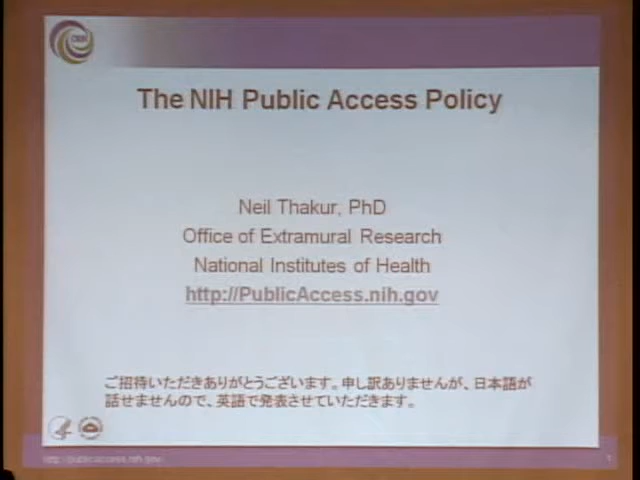 The NIH Public Access Policy
Neil Thakur, PhD
Office of Extramural Research
National Institutes of Health
http://PublicAccess.nih.gov
ご招待いただきありがとうございます。申し訳ありませんが、日本語が
話せませんので、英語で発表させていただきます。
http://publicaccess.nih.gov
1